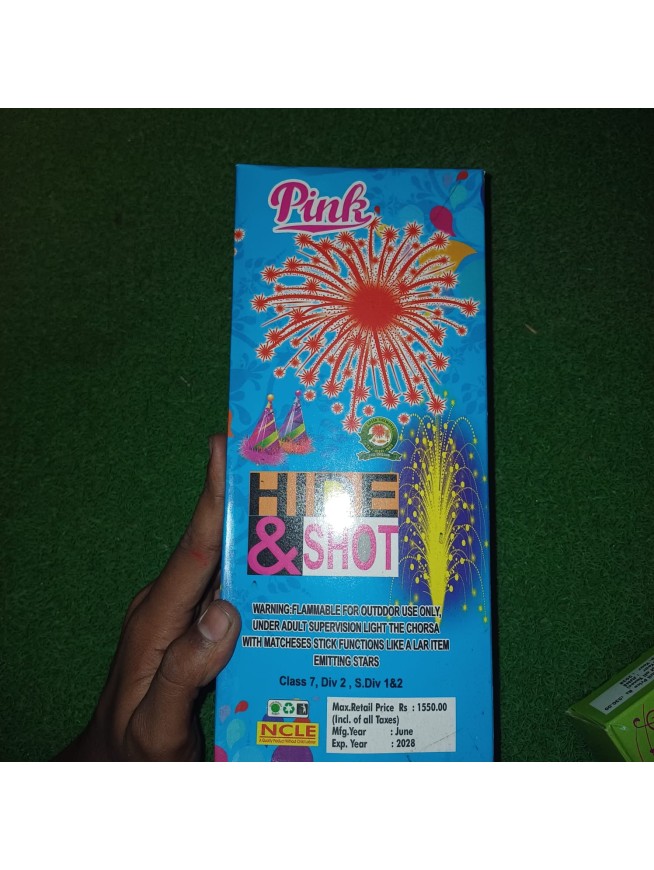 Pink
HIDE
& SHOT
WARNING:FLAMMABLE FOR OUTDDOR USE ONLY,
UNDER ADULT SUPERVISION LIGHT THE CHORSA
WITH MATCHESES STICK FUNCTIONS LIKE A LAR ITEM
EMITTING STARS
Class 7, Div 2 , S.Div 1&2
Max.Retail Price Rs : 1550.00
(Incl. of all Taxes)
Mfg.Year : June
Exp. Year : 2028
NCLE